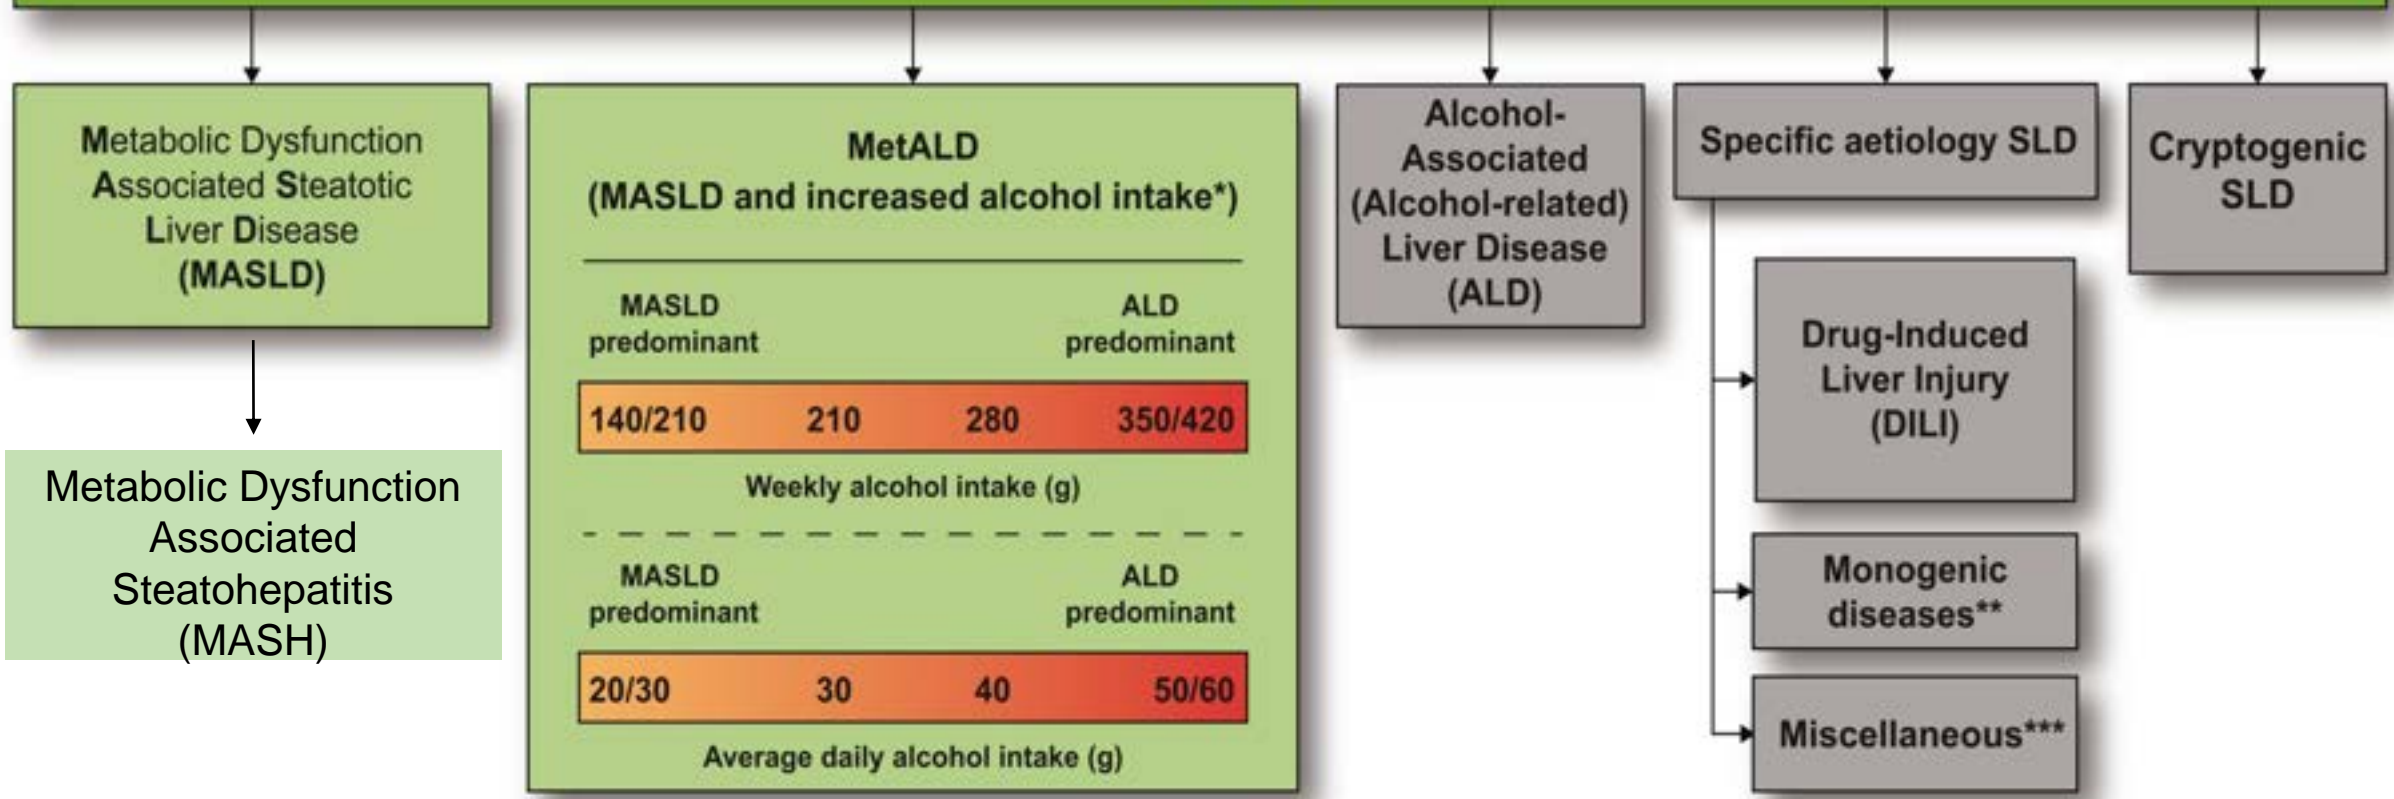 Metabolic Dysfunction
Associated Steatotic
Liver Disease
(MASLD)
Metabolic Dysfunction
Associated
Steatohepatitis
(MASH)
MetALD
(MASLD and increased alcohol intake*)
MASLD
predominant
ALD
predominant
140/210 210 280 350/420
Weekly alcohol intake (g)
MASLD
predominant
ALD
predominant
20/30 30 40 50/60
Average daily alcohol intake (g)
Alcohol-
Associated
(Alcohol-related)
Liver Disease
(ALD)
Specific aetiology SLD
Drug-Induced
Liver Injury
(DILI)
Monogenic
diseases**
Miscellaneous***
Cryptogenic
SLD